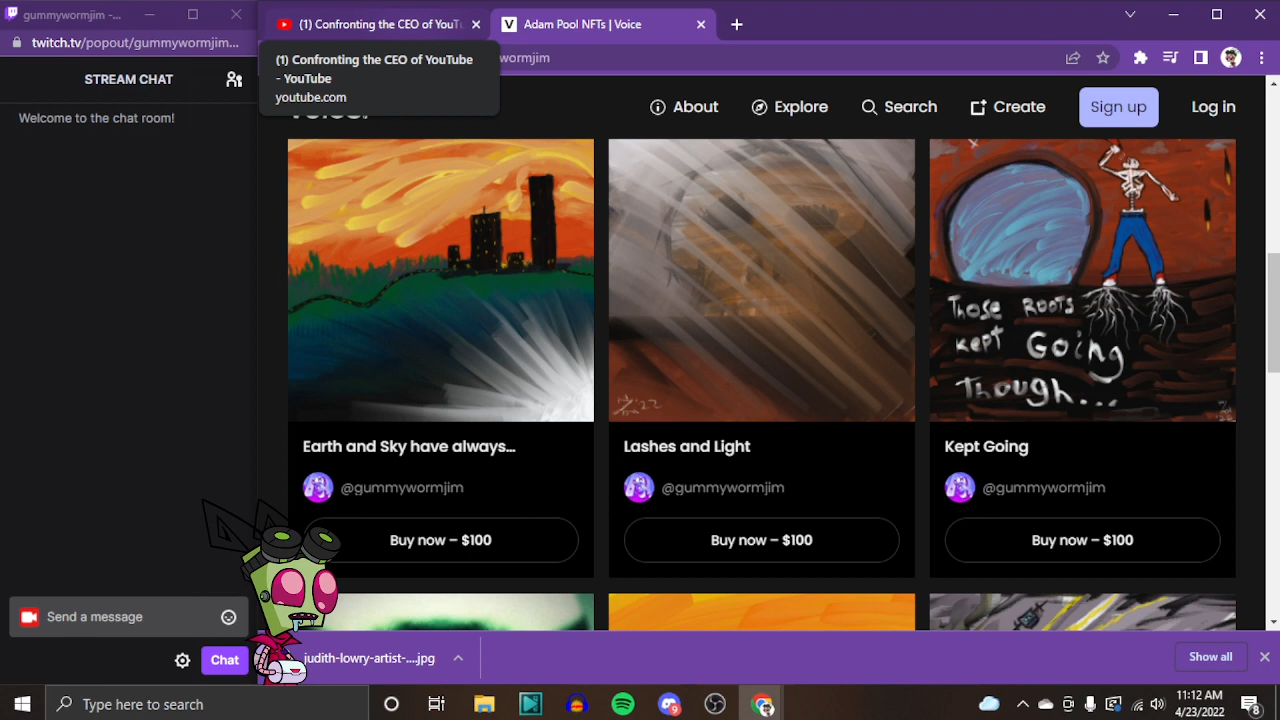 gummywormjim -...
twitch.tv/popout/gummywormjim...
STREAM CHAT
Welcome to the chat room!
Send a message
Chat
(1) Confronting the CEO of YouTu
Adam Pool NFTs | Voice
(1) Confronting the CEO of YouTube
- YouTube
youtube.com
wormjim
About
Explore
Search
Create
Sign up
Log in
Those Roots
kept Going
Though...
Earth and Sky have always...
Lashes and Light
Kept Going
@gummywormjim
@gummywormjim
@gummywormjim
Buy now – $100
Buy now – $100
Buy now – $100
judith-lowry-artist-....jpg
Show all
Type here to search
9
11:12 AM
4/23/2022
8